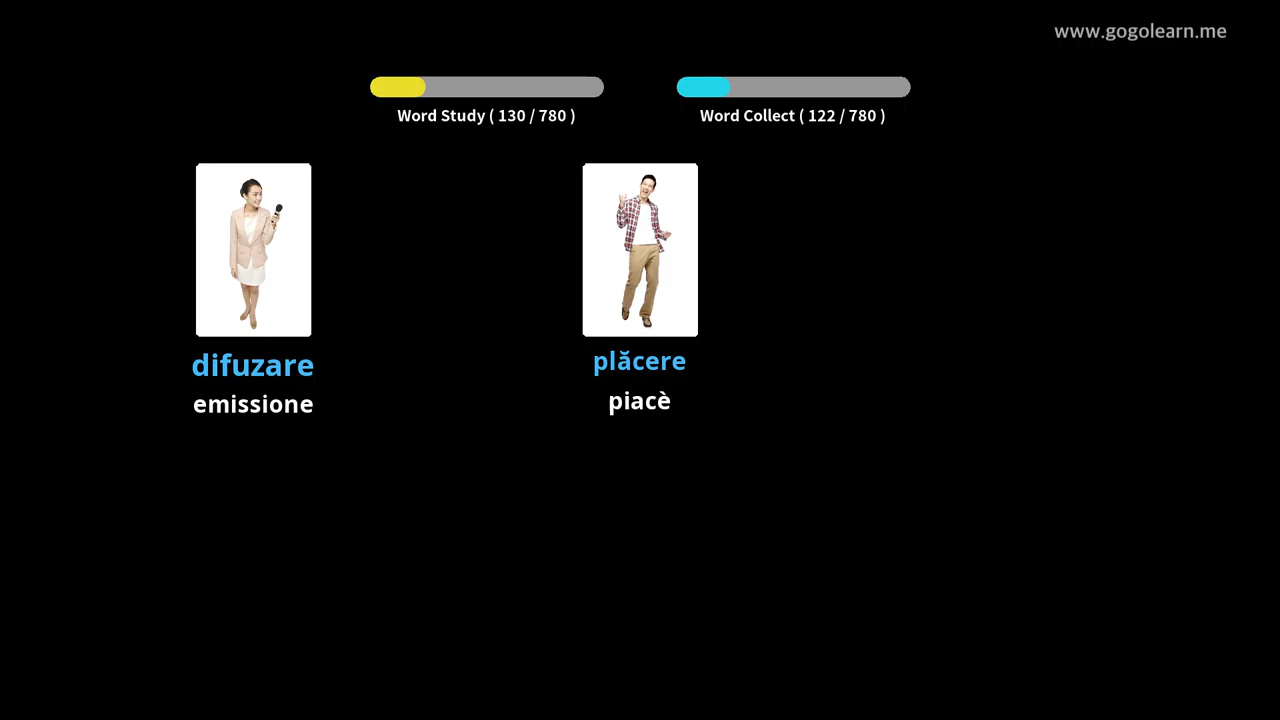 www.gogolearn.me
Word Study ( 130 / 780 )
Word Collect ( 122 / 780 )
difuzare
emissione
plăcere
piacè